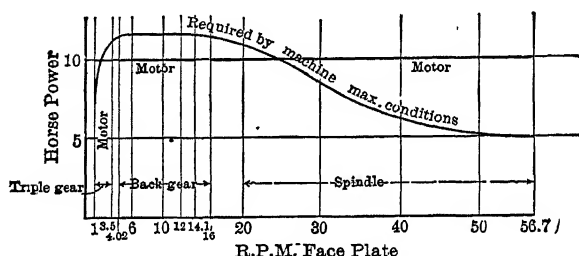 Required by machine max. conditions
Horse Power
10
5
Motor
Motor
Motor
Triple gear
Back gear
Spindle
1 3.5 4.02 6 10 12 14.1 16 20 30 40 50 56.7
R.P.M. Face Plate